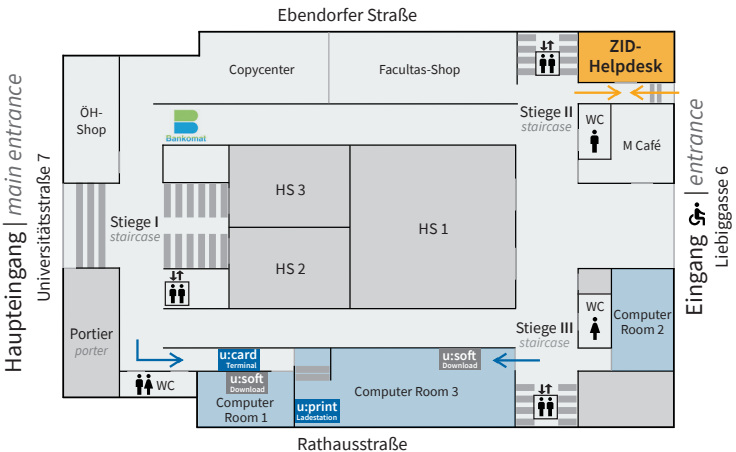 Ebendorfer Straße
ZID-
Helpdesk
Copycenter
Facultas-Shop
ÖH-
Shop
Bankomat
Stiege II
staircase
WC
M Café
Haupteingang | main entrance
Universitätsstraße 7
Eingang | entrance
Liebiggasse 6
HS 3
HS 1
Stiege I
staircase
HS 2
Portier
porter
WC
Computer
Room 2
Stiege III
staircase
u:card
Terminal
u:soft
Download
u:soft
Download
WC
Computer
Room 1
Computer Room 3
u:print
Ladestation
Rathausstraße